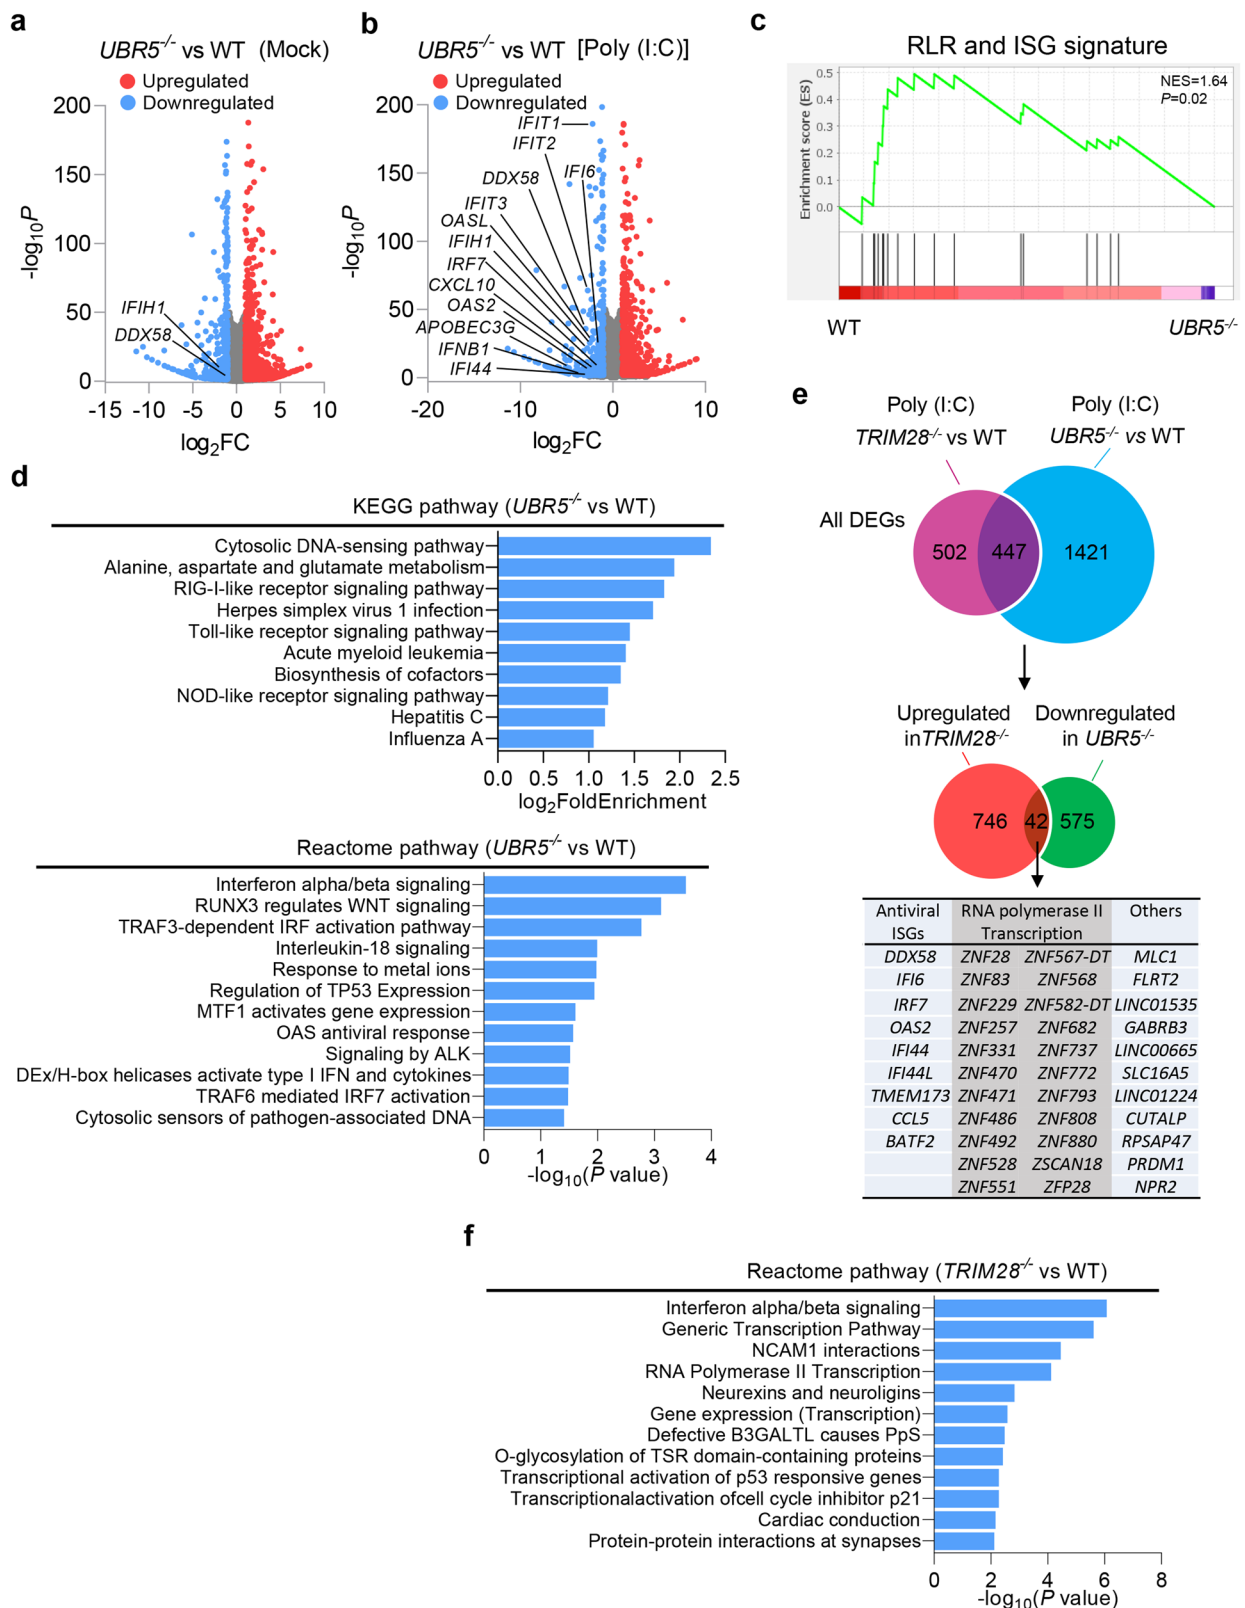 a
UBR5-/- vs WT (Mock)
Upregulated
Downregulated
200
150
100
50
0
-log10P
IFIH1
DDX58
-15 -10 -5 0 5 10
log2FC
b
UBR5-/- vs WT [Poly (I:C)]
Upregulated
Downregulated
200
150
100
50
0
-log10P
IFIT1
IFIT2
IFI6
DDX58
IFIT3
OASL
IFIH1
IRF7
CXCL10
OAS2
APOBEC3G
IFNB1
IFI44
-20 -10 0 10
log2FC
c
RLR and ISG signature
NES=1.64
P=0.02
Enrichment score (ES)
0.5
0.4
0.3
0.2
0.1
0.0
WT UBR5-/-
d
KEGG pathway (UBR5-/- vs WT)
Cytosolic DNA-sensing pathway
Alanine, aspartate and glutamate metabolism
RIG-I-like receptor signaling pathway
Herpes simplex virus 1 infection
Toll-like receptor signaling pathway
Acute myeloid leukemia
Biosynthesis of cofactors
NOD-like receptor signaling pathway
Hepatitis C
Influenza A
0.0 0.5 1.0 1.5 2.0 2.5
log2FoldEnrichment
Reactome pathway (UBR5-/- vs WT)
Interferon alpha/beta signaling
RUNX3 regulates WNT signaling
TRAF3-dependent IRF activation pathway
Interleukin-18 signaling
Response to metal ions
Regulation of TP53 Expression
MTF1 activates gene expression
OAS antiviral response
Signaling by ALK
DEx/H-box helicases activate type I IFN and cytokines
TRAF6 mediated IRF7 activation
Cytosolic sensors of pathogen-associated DNA
0 1 2 3 4
-log10(P value)
e
Poly (I:C) Poly (I:C)
TRIM28-/- vs WT UBR5-/- vs WT
All DEGs
502 447 1421
Upregulated Downregulated
inTRIM28-/- in UBR5-/-
746 42 575
Antiviral RNA polymerase II Others
ISGs Transcription
DDX58 ZNF28 ZNF567-DT MLC1
IFI6 ZNF83 ZNF568 FLRT2
IRF7 ZNF229 ZNF582-DT LINC01535
OAS2 ZNF257 ZNF682 GABRB3
IFI44 ZNF331 ZNF737 LINC00665
IFI44L ZNF470 ZNF772 SLC16A5
TMEM173 ZNF471 ZNF793 LINC01224
CCL5 ZNF486 ZNF808 CUTALP
BATF2 ZNF492 ZNF880 RPSAP47
ZNF528 ZSCAN18 PRDM1
ZNF551 ZFP28 NPR2
f
Reactome pathway (TRIM28-/- vs WT)
Interferon alpha/beta signaling
Generic Transcription Pathway
NCAM1 interactions
RNA Polymerase II Transcription
Neurexins and neuroligins
Gene expression (Transcription)
Defective B3GALTL causes PpS
O-glycosylation of TSR domain-containing proteins
Transcriptional activation of p53 responsive genes
Transcriptionalactivation ofcell cycle inhibitor p21
Cardiac conduction
Protein-protein interactions at synapses
0 2 4 6 8
-log10(P value)